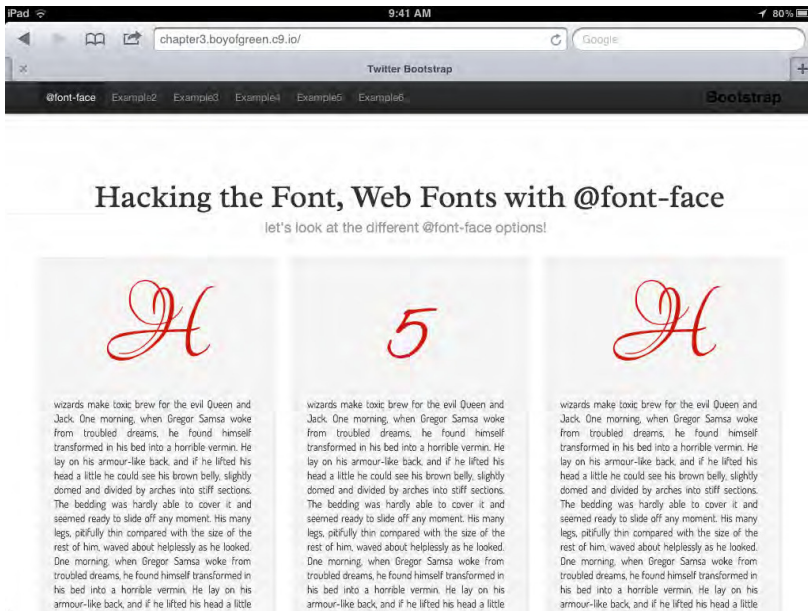 iPad
9:41 AM
80%
chapter3.boyofgreen.c9.io/
Google
Twitter Bootstrap
@font-face Example2 Example3 Example4 Example5 Example6
Bootstrap
Hacking the Font, Web Fonts with @font-face
let's look at the different @font-face options!
H
wizards make toxic brew for the evil Queen and
Jack. One morning, when Gregor Samsa woke
from troubled dreams, he found himself
transformed in his bed into a horrible vermin. He
lay on his armour-like back, and if he lifted his
head a little he could see his brown belly, slightly
domed and divided by arches into stiff sections.
The bedding was hardly able to cover it and
seemed ready to slide off any moment. His many
legs, pitifully thin compared with the size of the
rest of him, waved about helplessly as he looked.
One morning, when Gregor Samsa woke from
troubled dreams, he found himself transformed in
his bed into a horrible vermin. He lay on his
armour-like back, and if he lifted his head a little
5
wizards make toxic brew for the evil Queen and
Jack. One morning, when Gregor Samsa woke
from troubled dreams, he found himself
transformed in his bed into a horrible vermin. He
lay on his armour-like back, and if he lifted his
head a little he could see his brown belly, slightly
domed and divided by arches into stiff sections.
The bedding was hardly able to cover it and
seemed ready to slide off any moment. His many
legs, pitifully thin compared with the size of the
rest of him, waved about helplessly as he looked.
One morning, when Gregor Samsa woke from
troubled dreams, he found himself transformed in
his bed into a horrible vermin. He lay on his
armour-like back, and if he lifted his head a little
H
wizards make toxic brew for the evil Queen and
Jack. One morning, when Gregor Samsa woke
from troubled dreams, he found himself
transformed in his bed into a horrible vermin. He
lay on his armour-like back, and if he lifted his
head a little he could see his brown belly, slightly
domed and divided by arches into stiff sections.
The bedding was hardly able to cover it and
seemed ready to slide off any moment. His many
legs, pitifully thin compared with the size of the
rest of him, waved about helplessly as he looked.
One morning, when Gregor Samsa woke from
troubled dreams, he found himself transformed in
his bed into a horrible vermin. He lay on his
armour-like back, and if he lifted his head a little